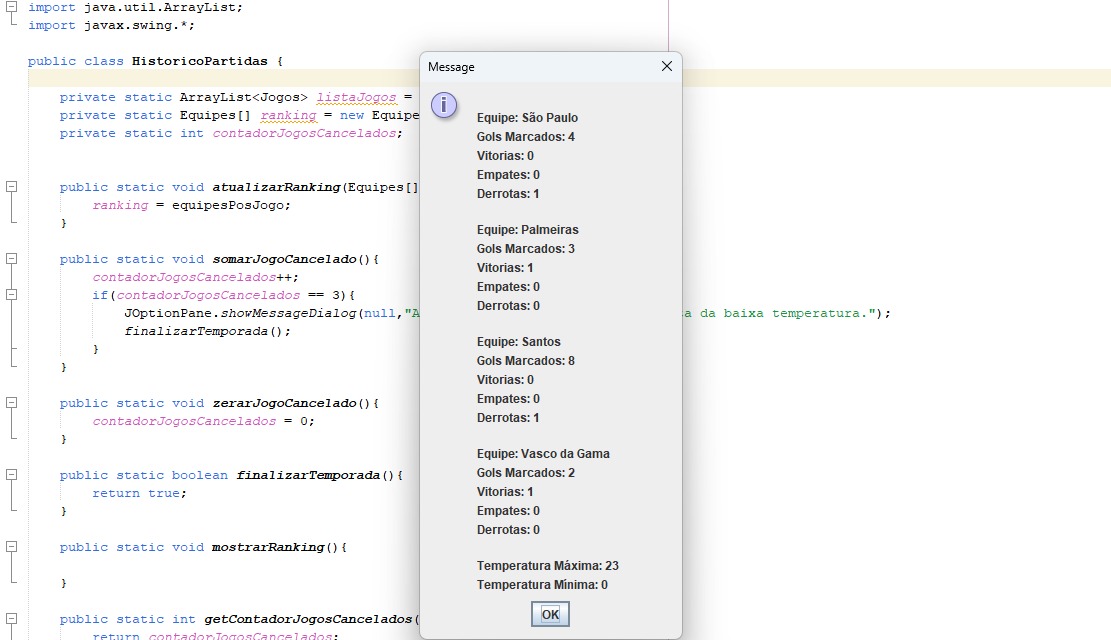 import java.util.ArrayList;
import javax.swing.*;
public class HistoricoPartidas {
private static ArrayList<Jogos> listaJogos =
private static Equipes[] ranking = new Equipe
private static int contadorJogosCancelados;
public static void atualizarRanking(Equipes[]
ranking = equipesPosJogo;
}
public static void somarJogoCancelado(){
contadorJogosCancelados++;
if(contadorJogosCancelados == 3){
JOptionPane.showMessageDialog(null,"A
a da baixa temperatura.");
finalizarTemporada();
}
}
public static void zerarJogoCancelado(){
contadorJogosCancelados = 0;
}
public static boolean finalizarTemporada(){
return true;
}
public static void mostrarRanking(){
}
public static int getContadorJogosCancelados(
return contadorJogosCancelados;
Message
Equipe: São Paulo
Gols Marcados: 4
Vitorias: 0
Empates: 0
Derrotas: 1
Equipe: Palmeiras
Gols Marcados: 3
Vitorias: 1
Empates: 0
Derrotas: 0
Equipe: Santos
Gols Marcados: 8
Vitorias: 0
Empates: 0
Derrotas: 1
Equipe: Vasco da Gama
Gols Marcados: 2
Vitorias: 1
Empates: 0
Derrotas: 0
Temperatura Máxima: 23
Temperatura Mínima: 0
OK